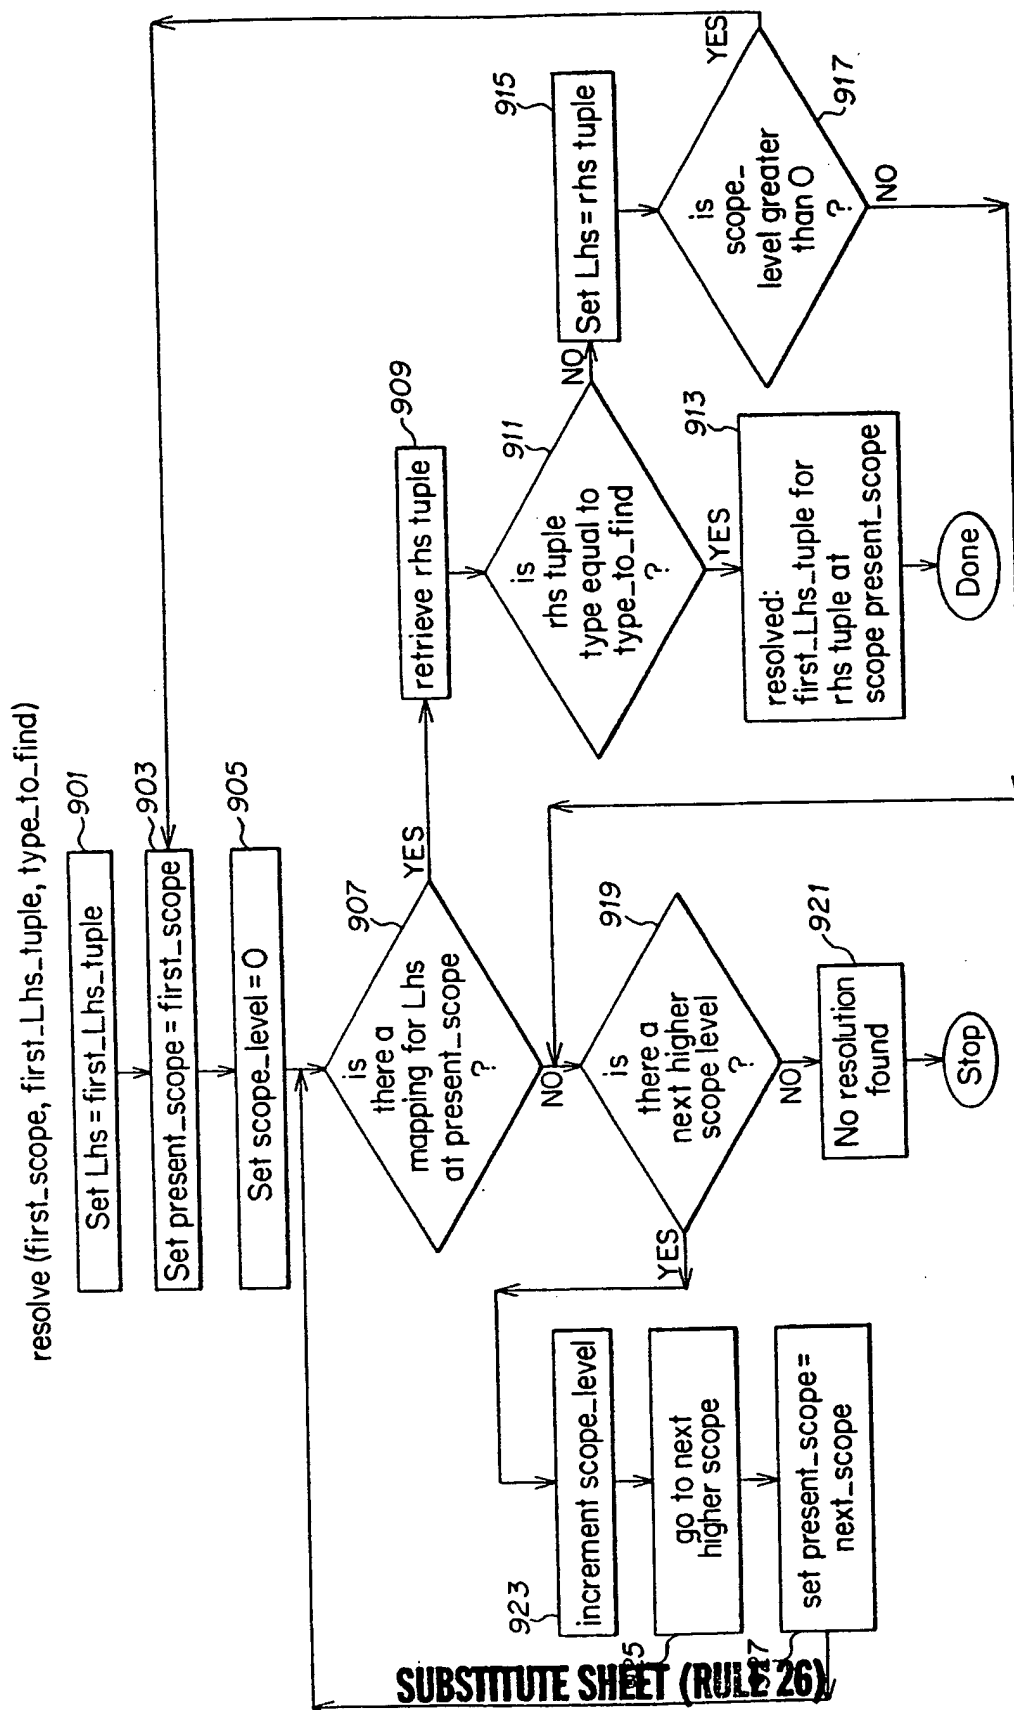 resolve (first_scope, first_Lhs_tuple, type_to_find)
Set Lhs = first_Lhs_tuple
901
Set present_scope = first_scope
903
Set scope_level = 0
905
is
there a
mapping for Lhs
at present_scope
?
907
YES
NO
retrieve rhs tuple
909
is
rhs tuple
type equal to
type_to_find
?
911
NO
YES
resolved:
first_Lhs_tuple for
rhs tuple at
scope present_scope
913
Done
Set Lhs = rhs tuple
915
is
scope_
level greater
than 0
?
917
YES
NO
is
there a
next higher
scope level
?
919
YES
NO
No resolution
found
921
Stop
increment scope_level
923
go to next
higher scope
set present_scope =
next_scope
SUBSTITUTE SHEET (RULE 26)